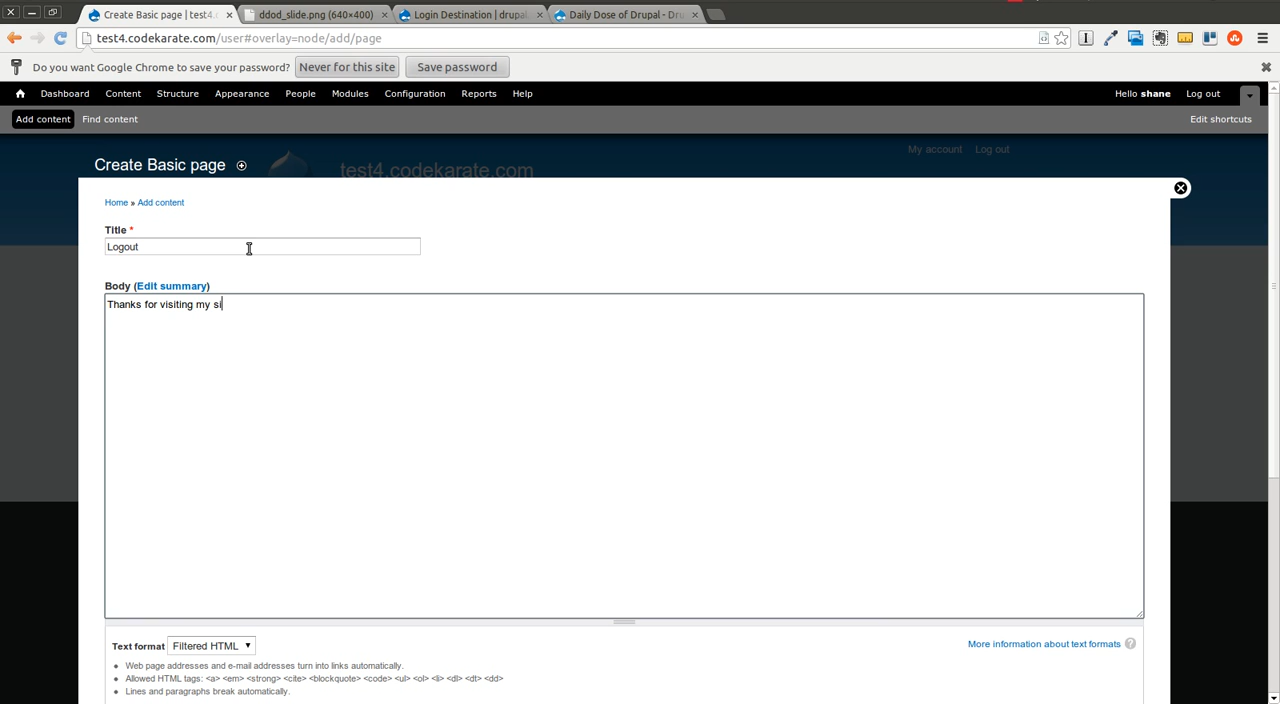 Create Basic page | test4.c
ddod_slide.png (640×400)
Login Destination | drupal.
Daily Dose of Drupal - Dru
test4.codekarate.com/user#overlay=node/add/page
Do you want Google Chrome to save your password? Never for this site Save password
Dashboard Content Structure Appearance People Modules Configuration Reports Help Hello shane Log out
Add content Find content Edit shortcuts
My account Log out
Create Basic page
test4.codekarate.com
Home » Add content
Title *
Logout
Body (Edit summary)
Thanks for visiting my si
Text format Filtered HTML
More information about text formats ?
Web page addresses and e-mail addresses turn into links automatically.
Allowed HTML tags: <a> <em> <strong> <cite> <blockquote> <code> <ul> <ol> <li> <dl> <dt> <dd>
Lines and paragraphs break automatically.